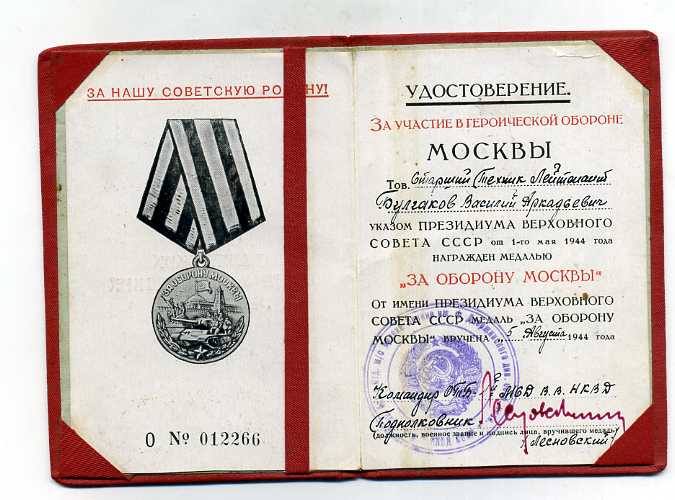 ЗА НАШУ СОВЕТСКУЮ РОДИНУ!
ЗА ОБОРОНУ МОСКВЫ
О № 012266
УДОСТОВЕРЕНИЕ.
ЗА УЧАСТИЕ В ГЕРОИЧЕСКОЙ ОБОРОНЕ
МОСКВЫ
Тов. Старший Техник Лейтенант
Булгаков Василий Аркадьевич
УКАЗОМ ПРЕЗИДИУМА ВЕРХОВНОГО
СОВЕТА СССР от 1-го мая 1944 года
НАГРАЖДЕН МЕДАЛЬЮ
„ЗА ОБОРОНУ МОСКВЫ“
От имени ПРЕЗИДИУМА ВЕРХОВНОГО
СОВЕТА СССР МЕДАЛЬ „ЗА ОБОРОНУ
МОСКВЫ“ ВРУЧЕНА „5 Августа 1944 года
Командир В.В. НКВД
Подполковник
(должность, военное звание и подпись лица, вручившего медаль)
/Лесновский/